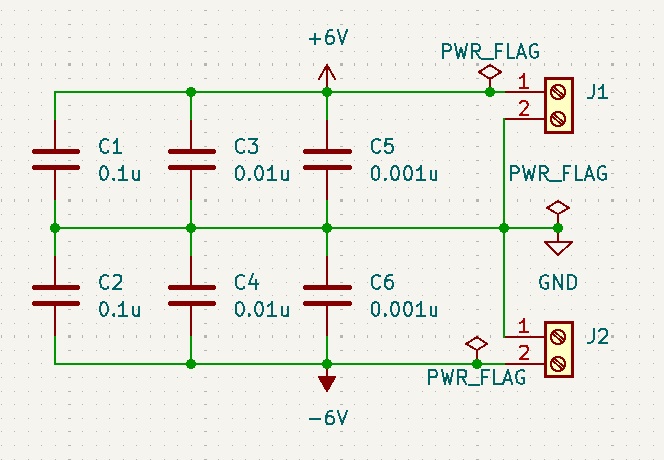 +6V
PWR_FLAG
1
J1
2
C1
C3
C5
0.1u
0.01u
0.001u
PWR_FLAG
GND
C2
C4
C6
0.1u
0.01u
0.001u
1
J2
2
PWR_FLAG
-6V